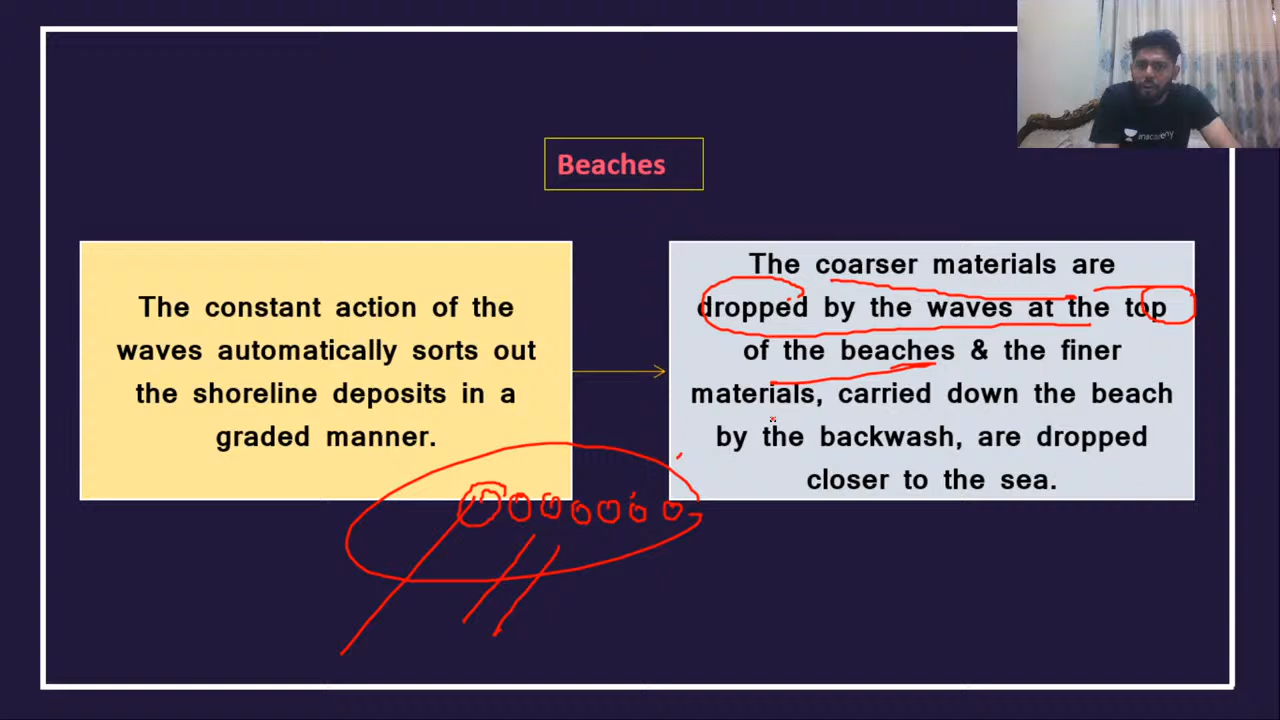 Beaches
The constant action of the
waves automatically sorts out
the shoreline deposits in a
graded manner.
The coarser materials are
dropped by the waves at the top
of the beaches & the finer
materials, carried down the beach
by the backwash, are dropped
closer to the sea.